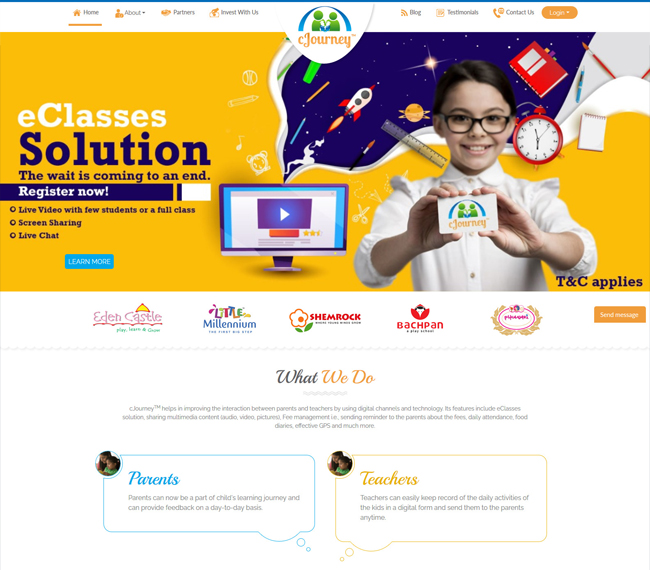 Home
About
Partners
Invest With Us
cJourney™
Blog
Testimonials
Contact Us
Login
eClasses
Solution
The wait is coming to an end.
Register now!
Live Video with few students or a full class
Screen Sharing
Live Chat
LEARN MORE
cJourney
T&C applies
Eden Castle
play, learn & Grow
LITTLE
Millennium
THE FIRST BIG STEP
SHEMROCK
WHERE YOUNG MINDS GROW
BACHPAN
a play school
Send message
What We Do
cJourney™ helps in improving the interaction between parents and teachers by using digital channels and technology. Its features include eClasses
solution, sharing multimedia content (audio, video, pictures), Fee management i.e., sending reminder to the parents about the fees, daily attendance, food
diaries, effective GPS and much more.
Parents
Parents can now be a part of child's learning journey and
can provide feedback on a day-to-day basis.
Teachers
Teachers can easily keep record of the daily activities of
the kids in a digital form and send them to the parents
anytime.